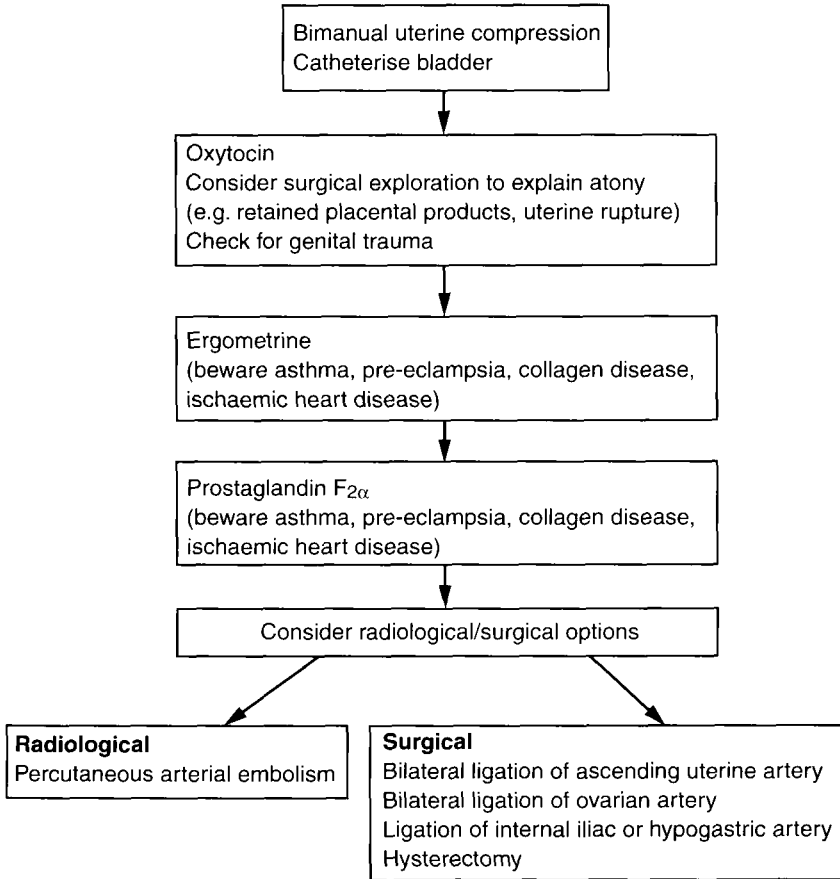 Bimanual uterine compression
Catheterise bladder
Oxytocin
Consider surgical exploration to explain atony
(e.g. retained placental products, uterine rupture)
Check for genital trauma
Ergometrine
(beware asthma, pre-eclampsia, collagen disease,
ischaemic heart disease)
Prostaglandin F2α
(beware asthma, pre-eclampsia, collagen disease,
ischaemic heart disease)
Consider radiological/surgical options
Radiological
Percutaneous arterial embolism
Surgical
Bilateral ligation of ascending uterine artery
Bilateral ligation of ovarian artery
Ligation of internal iliac or hypogastric artery
Hysterectomy